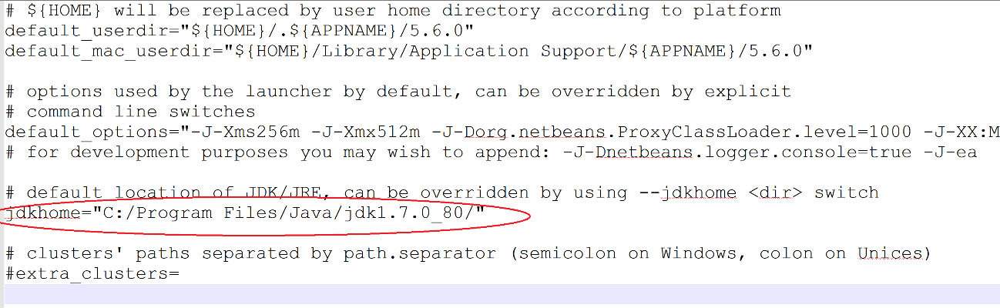 # ${HOME} will be replaced by user home directory according to platform
default_userdir="${HOME}/.${APPNAME}/5.6.0"
default_mac_userdir="${HOME}/Library/Application Support/${APPNAME}/5.6.0"
# options used by the launcher by default, can be overridden by explicit
# command line switches
default_options="-J-Xms256m -J-Xmx512m -J-Dorg.netbeans.ProxyClassLoader.level=1000 -J-XX:M
# for development purposes you may wish to append: -J-Dnetbeans.logger.console=true -J-ea
# default location of JDK/JRE, can be overridden by using --jdkhome <dir> switch
jdkhome="C:/Program Files/Java/jdk1.7.0_80/"
# clusters' paths separated by path.separator (semicolon on Windows, colon on Unices)
#extra_clusters=